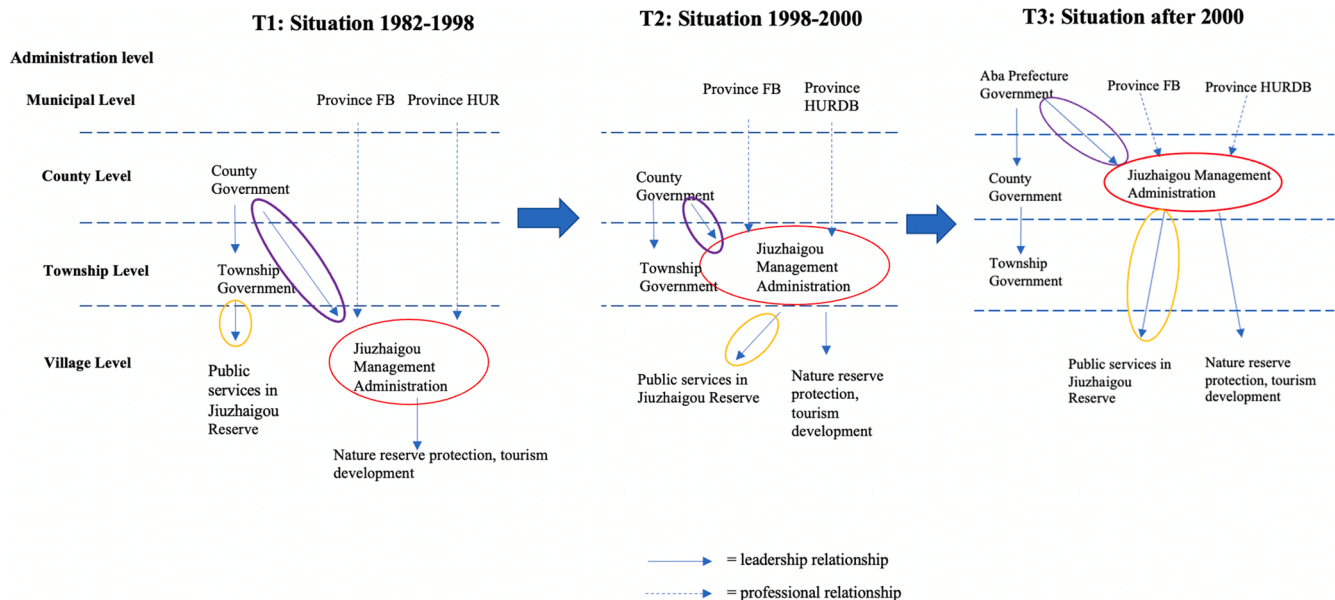 T1: Situation 1982-1998
T2: Situation 1998-2000
T3: Situation after 2000
Administration level
Municipal Level
County Level
Township Level
Village Level
Province FB
Province HUR
County
Government
Township
Government
Public
services in
Jiuzhaigou
Reserve
Jiuzhaigou
Management
Administration
Nature reserve protection, tourism
development
Province FB
Province
HURDB
County
Government
Township
Government
Jiuzhaigou
Management
Administration
Public services in
Jiuzhaigou Reserve
Nature reserve
protection,
tourism
development
Aba Prefecture
Government
Province FB
Province HURDB
County
Government
Jiuzhaigou Management
Administration
Township
Government
Public services in
Jiuzhaigou
Reserve
Nature reserve
protection, tourism
development
= leadership relationship
= professional relationship